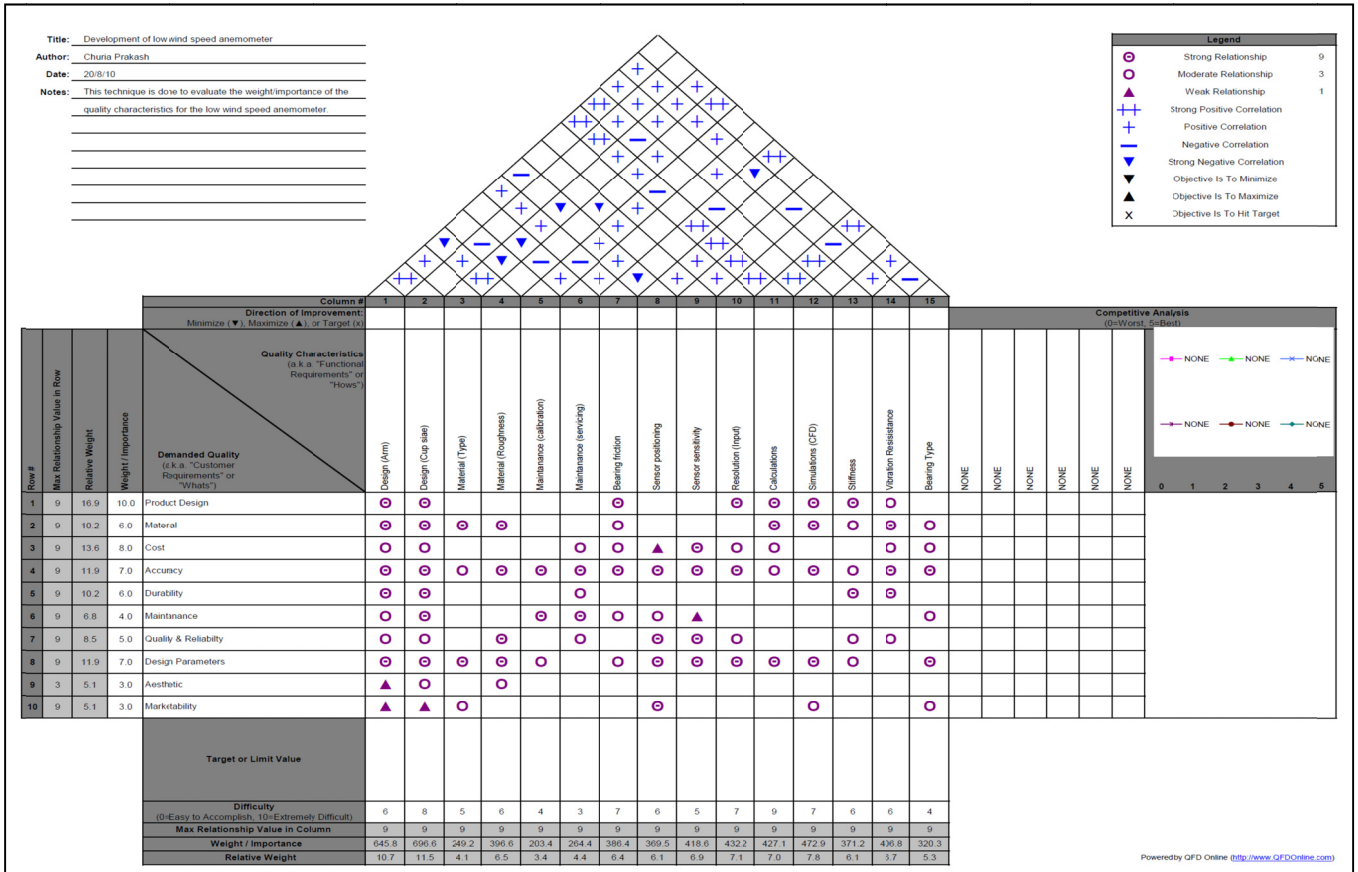 Title: Development of low wind speed anemometer
Author: Churia Prakash
Date: 20/8/10
Notes: This technique is done to evaluate the weight/importance of the
quality characteristics for the low wind speed anemometer.
Legend
Strong Relationship 9
Moderate Relationship 3
Weak Relationship 1
Strong Positive Correlation
Positive Correlation
Negative Correlation
Strong Negative Correlation
Objective Is To Minimize
Objective Is To Maximize
X Objective Is To Hit Target
Column # 1 2 3 4 5 6 7 8 9 10 11 12 13 14 15
Direction of Improvement:
Minimize (▼), Maximize (▲), or Target (x)
Competitive Analysis
(0=Worst, 5=Best)
Row #
Max Relationship Value in Row
Relative Weight
Weight / Importance
Quality Characteristics
(a.k.a. "Functional
Requirements" or
"Hows")
Demanded Quality
(a.k.a. "Customer
Requirements" or
"Whats")
Design (Arm)
Design (Cup siae)
Material (Type)
Material (Roughness)
Maintanance (calibration)
Maintanance (servicing)
Bearing friction
Sensor positioning
Sensor sensitivity
Resolution (Input)
Calculations
Simulations (CFD)
Stiffness
Vibration Resisistance
Bearing Type
NONE
NONE
NONE
NONE
NONE
NONE
NONE
NONE NONE NONE
NONE NONE NONE
0 1 2 3 4 5
1 9 16.9 10.0 Product Design
2 9 10.2 6.0 Materal
3 9 13.6 8.0 Cost
4 9 11.9 7.0 Accuracy
5 9 10.2 6.0 Durablity
6 9 6.8 4.0 Maintinance
7 9 8.5 5.0 Quality & Reliabilty
8 9 11.9 7.0 Design Parameters
9 3 5.1 3.0 Aesthetic
10 9 5.1 3.0 Marketability
Target or Limit Value
Difficulty
(0=Easy to Accomplish, 10=Extremely Difficult)
6 8 5 6 4 3 7 6 5 7 9 7 6 6 4
Max Relationship Value in Column 9 9 9 9 9 9 9 9 9 9 9 9 9 9 9
Weight / Importance 645.8 696.6 249.2 396.6 203.4 264.4 386.4 369.5 418.6 432.2 427.1 472.9 371.2 406.8 320.3
Relative Weight 10.7 11.5 4.1 6.5 3.4 4.4 6.4 6.1 6.9 7.1 7.0 7.8 6.1 6.7 5.3
Powered by QFD Online (http://www.QFDOnline.com)